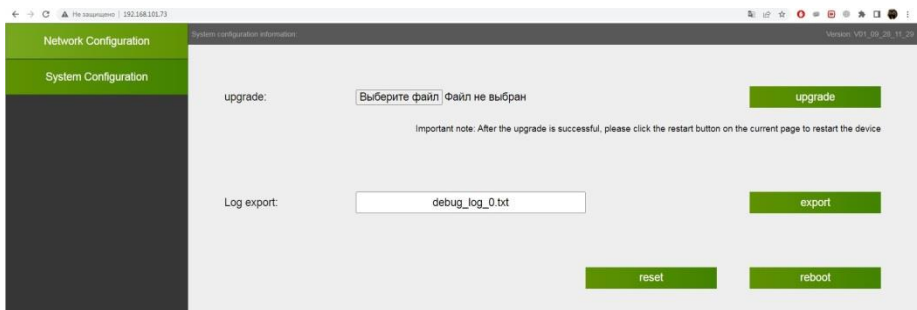 Не защищено | 192.168.101.73
Network Configuration
System configuration information:
Version: V01_09_28_11_29
System Configuration
upgrade:
Выберите файл Файл не выбран
upgrade
Important note: After the upgrade is successful, please click the restart button on the current page to restart the device
Log export:
debug_log_0.txt
export
reset
reboot